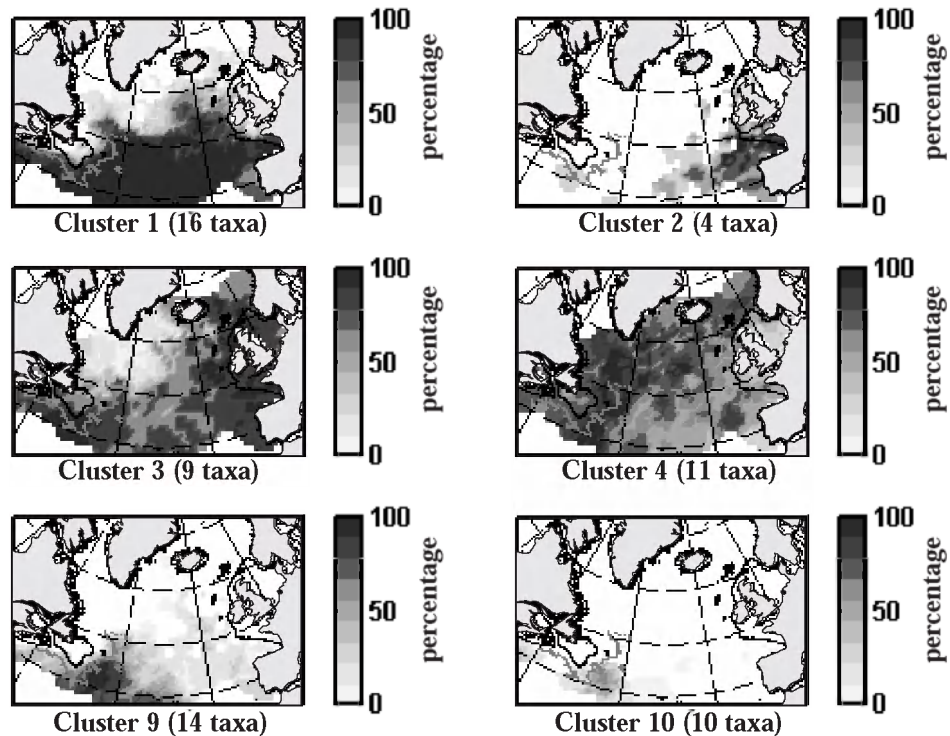 100
50
0
percentage
Cluster 1 (16 taxa)
100
50
0
percentage
Cluster 2 (4 taxa)
100
50
0
percentage
Cluster 3 (9 taxa)
100
50
0
percentage
Cluster 4 (11 taxa)
100
50
0
percentage
Cluster 9 (14 taxa)
100
50
0
percentage
Cluster 10 (10 taxa)